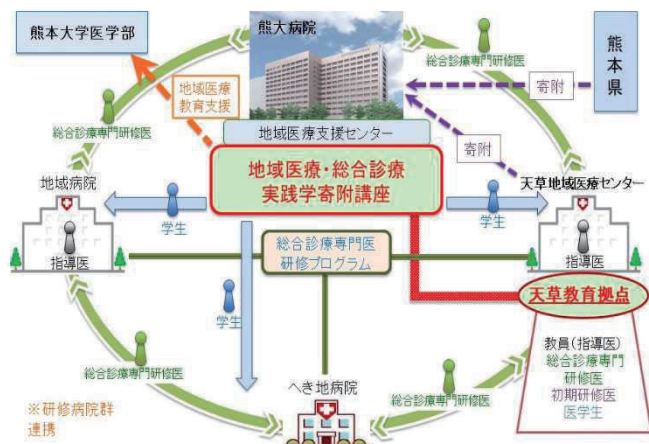 熊本大学医学部
熊大病院
熊本県
総合診療専門研修医
寄附
地域医療
教育支援
総合診療専門研修医
地域医療支援センター
寄附
地域医療・総合診療
実践学寄附講座
地域病院
天草地域医療センター
学生
学生
指導医
総合診療専門医
研修プログラム
指導医
天草教育拠点
学生
教員(指導医)
総合診療専門
研修医
初期研修医
医学生
総合診療専門研修医
総合診療専門研修医
へき地病院
※研修病院群
連携